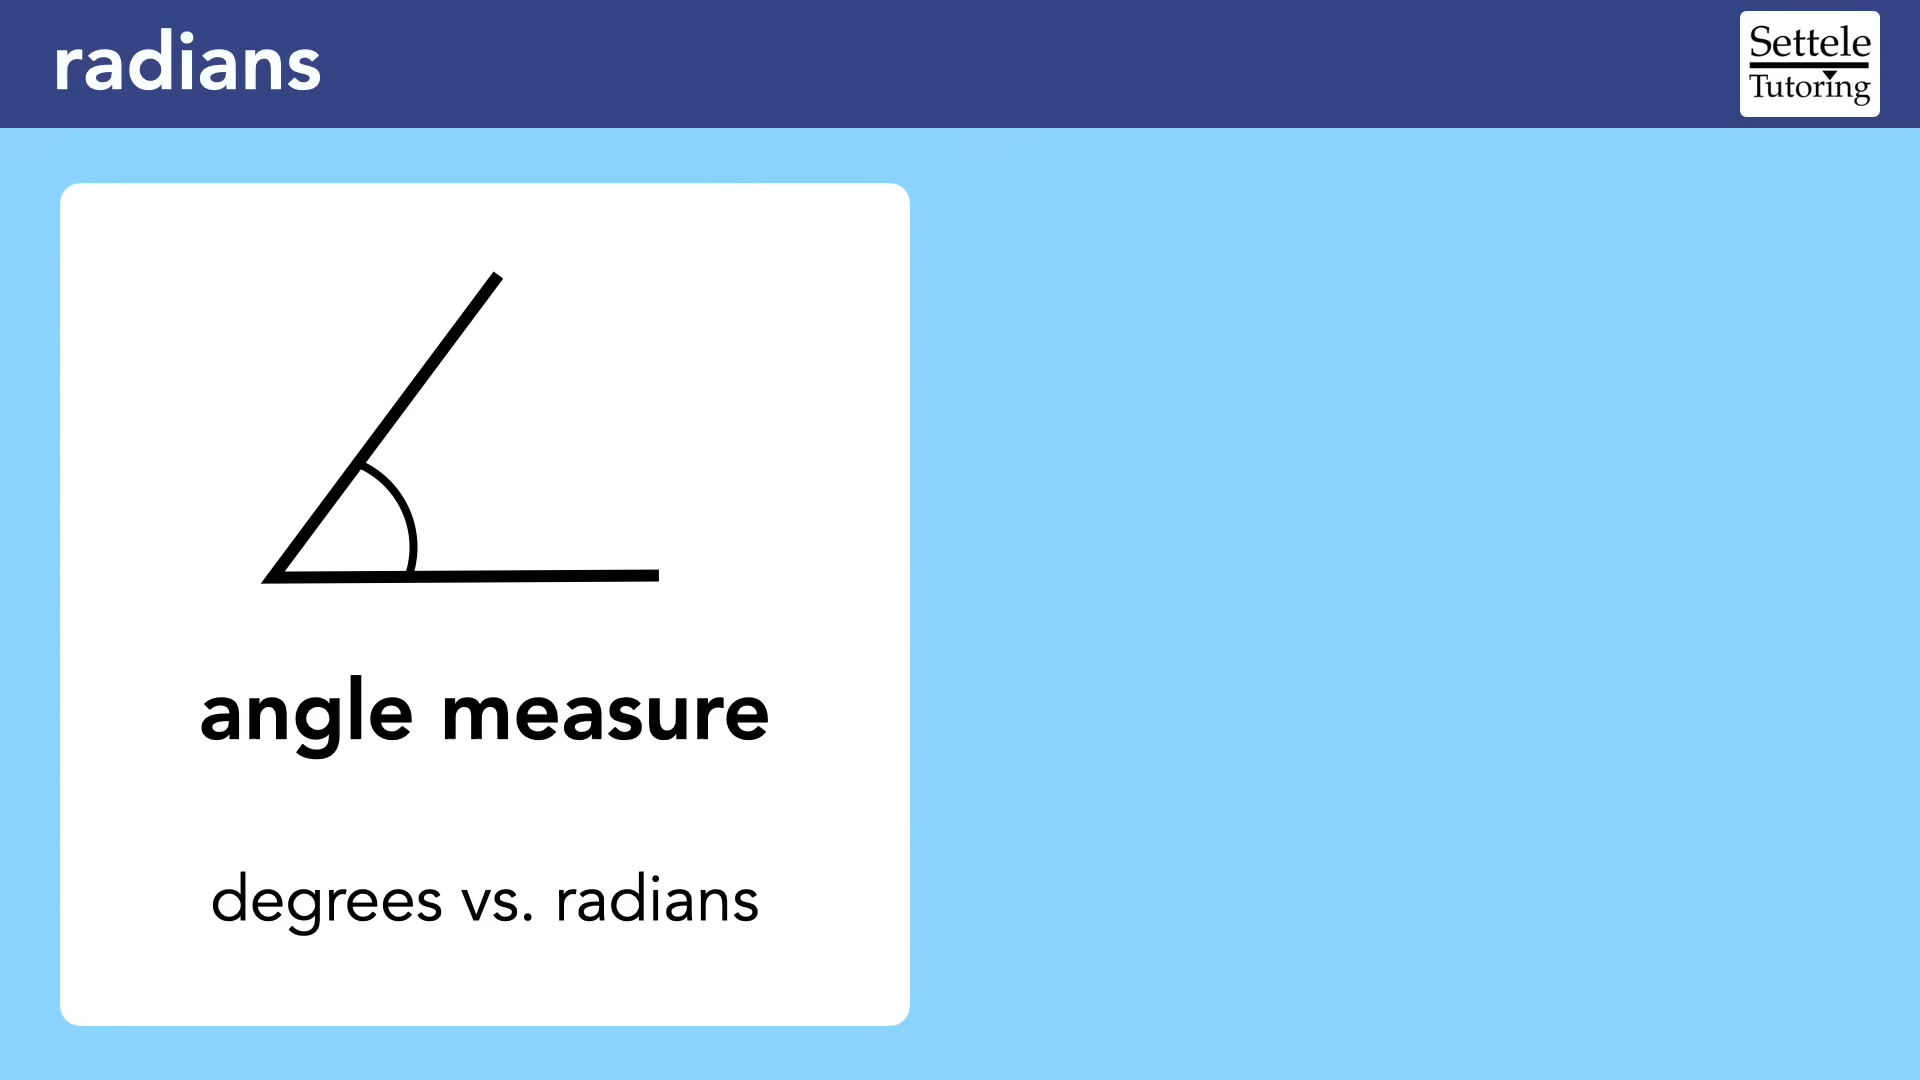 radians
Settele
Tutoring
angle measure
degrees vs. radians